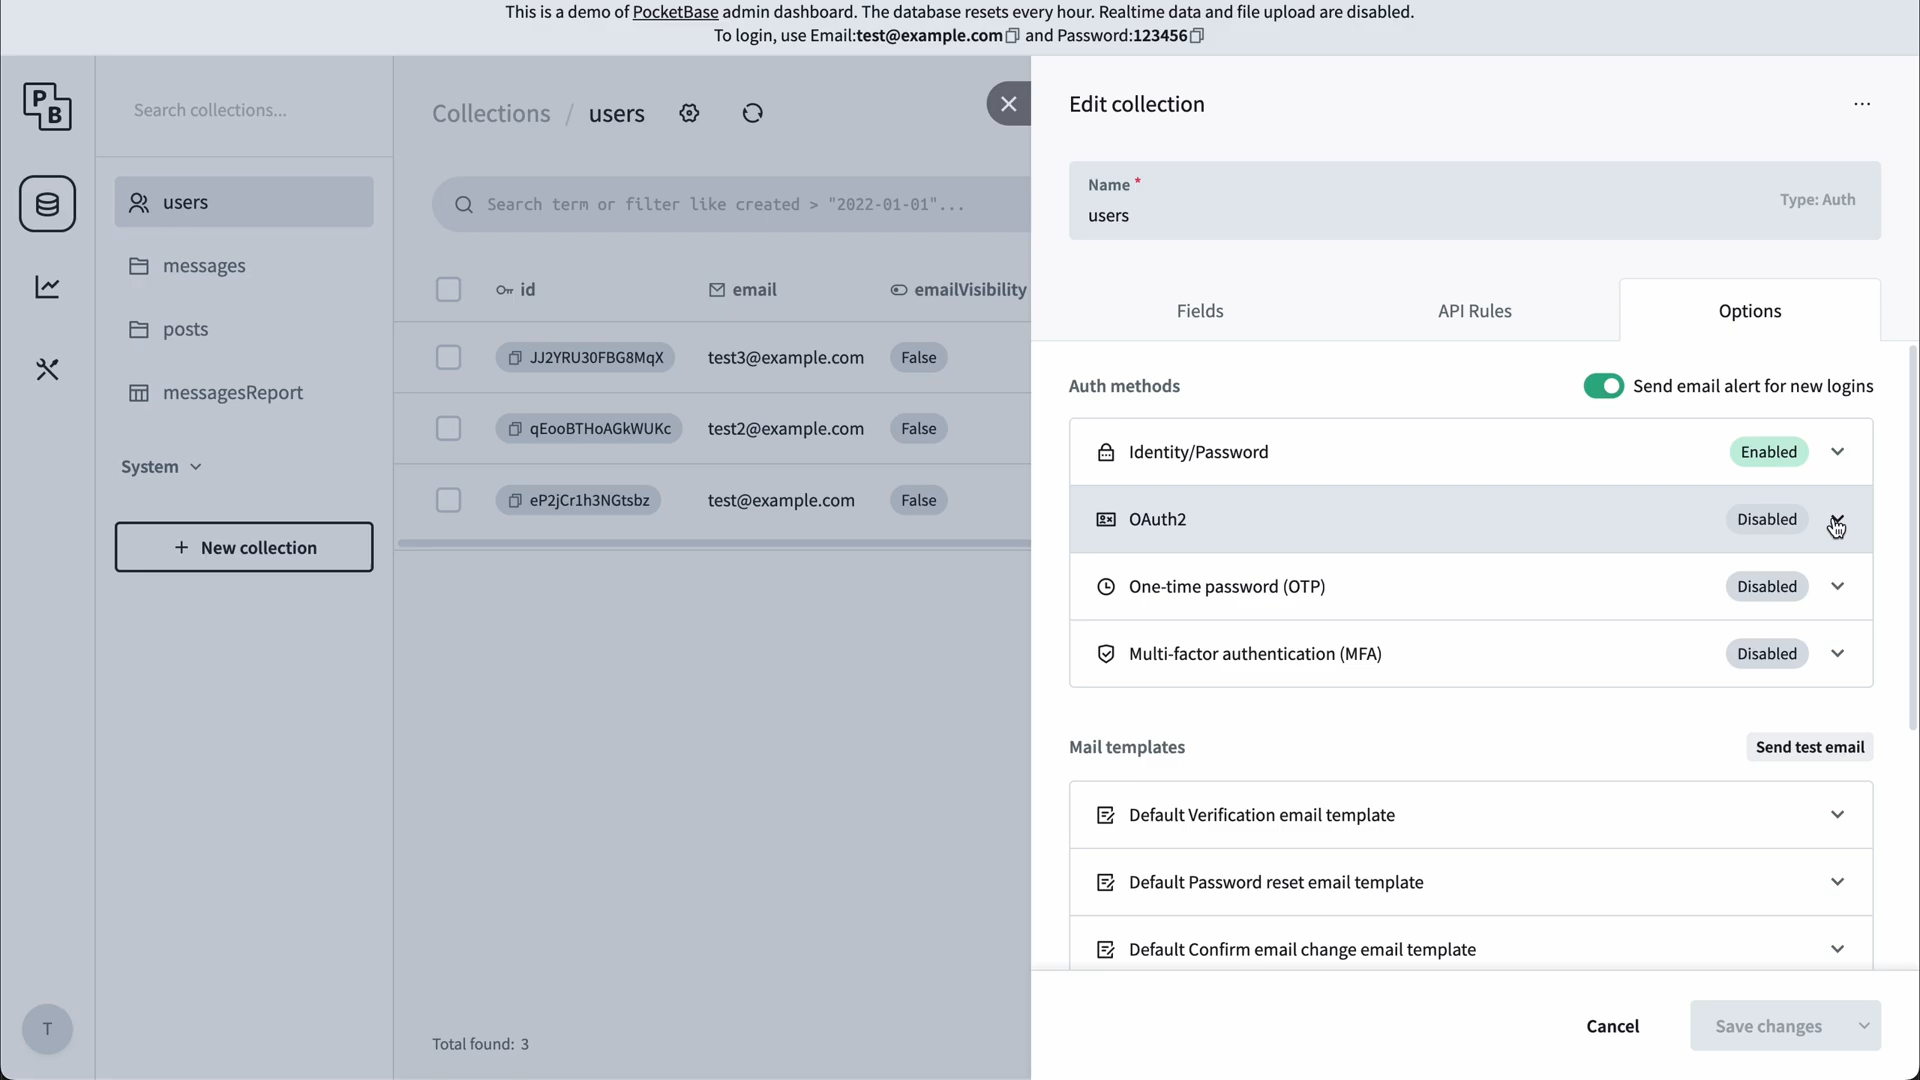 This is a demo of PocketBase admin dashboard. The database resets every hour. Realtime data and file upload are disabled.
To login, use Email:test@example.com and Password:123456
PB
Search collections...
users
messages
posts
messagesReport
System
+ New collection
T
Collections / users
Search term or filter like created > "2022-01-01"...
id email emailVisibility
JJ2YRU30FBG8MqX test3@example.com False
qEooBTHoAGkWUKc test2@example.com False
eP2jCr1h3NGtsbz test@example.com False
Total found: 3
Edit collection
Name *
users
Type: Auth
Fields API Rules Options
Auth methods Send email alert for new logins
Identity/Password Enabled
OAuth2 Disabled
One-time password (OTP) Disabled
Multi-factor authentication (MFA) Disabled
Mail templates Send test email
Default Verification email template
Default Password reset email template
Default Confirm email change email template
Cancel Save changes